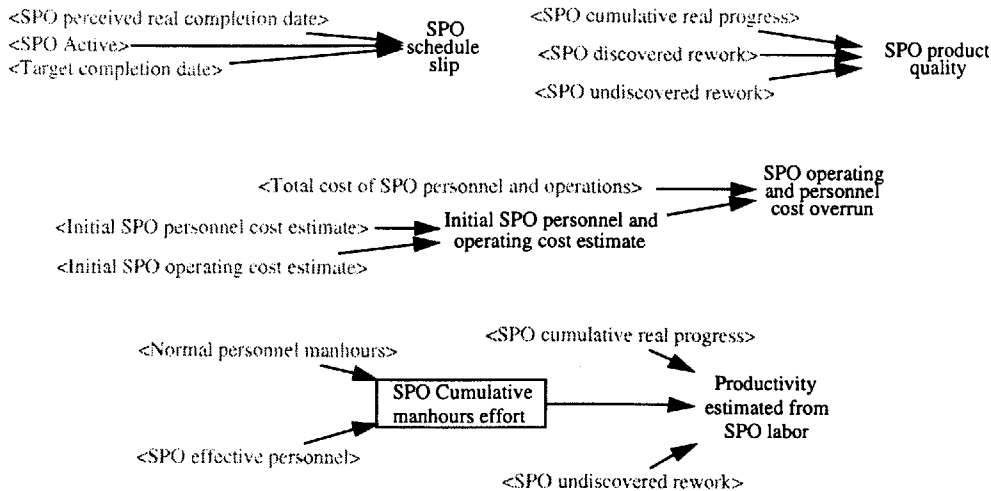 <SPO perceived real completion date>
<SPO Active>
<Target completion date>
SPO
schedule
slip
<SPO cumulative real progress>
<SPO discovered rework>
<SPO undiscovered rework>
SPO product
quality
<Total cost of SPO personnel and operations>
SPO operating
and personnel
cost overrun
<Initial SPO personnel cost estimate>
<Initial SPO operating cost estimate>
Initial SPO personnel and
operating cost estimate
<Normal personnel manhours>
<SPO effective personnel>
SPO Cumulative
manhours effort
<SPO cumulative real progress>
Productivity
estimated from
SPO labor
<SPO undiscovered rework>